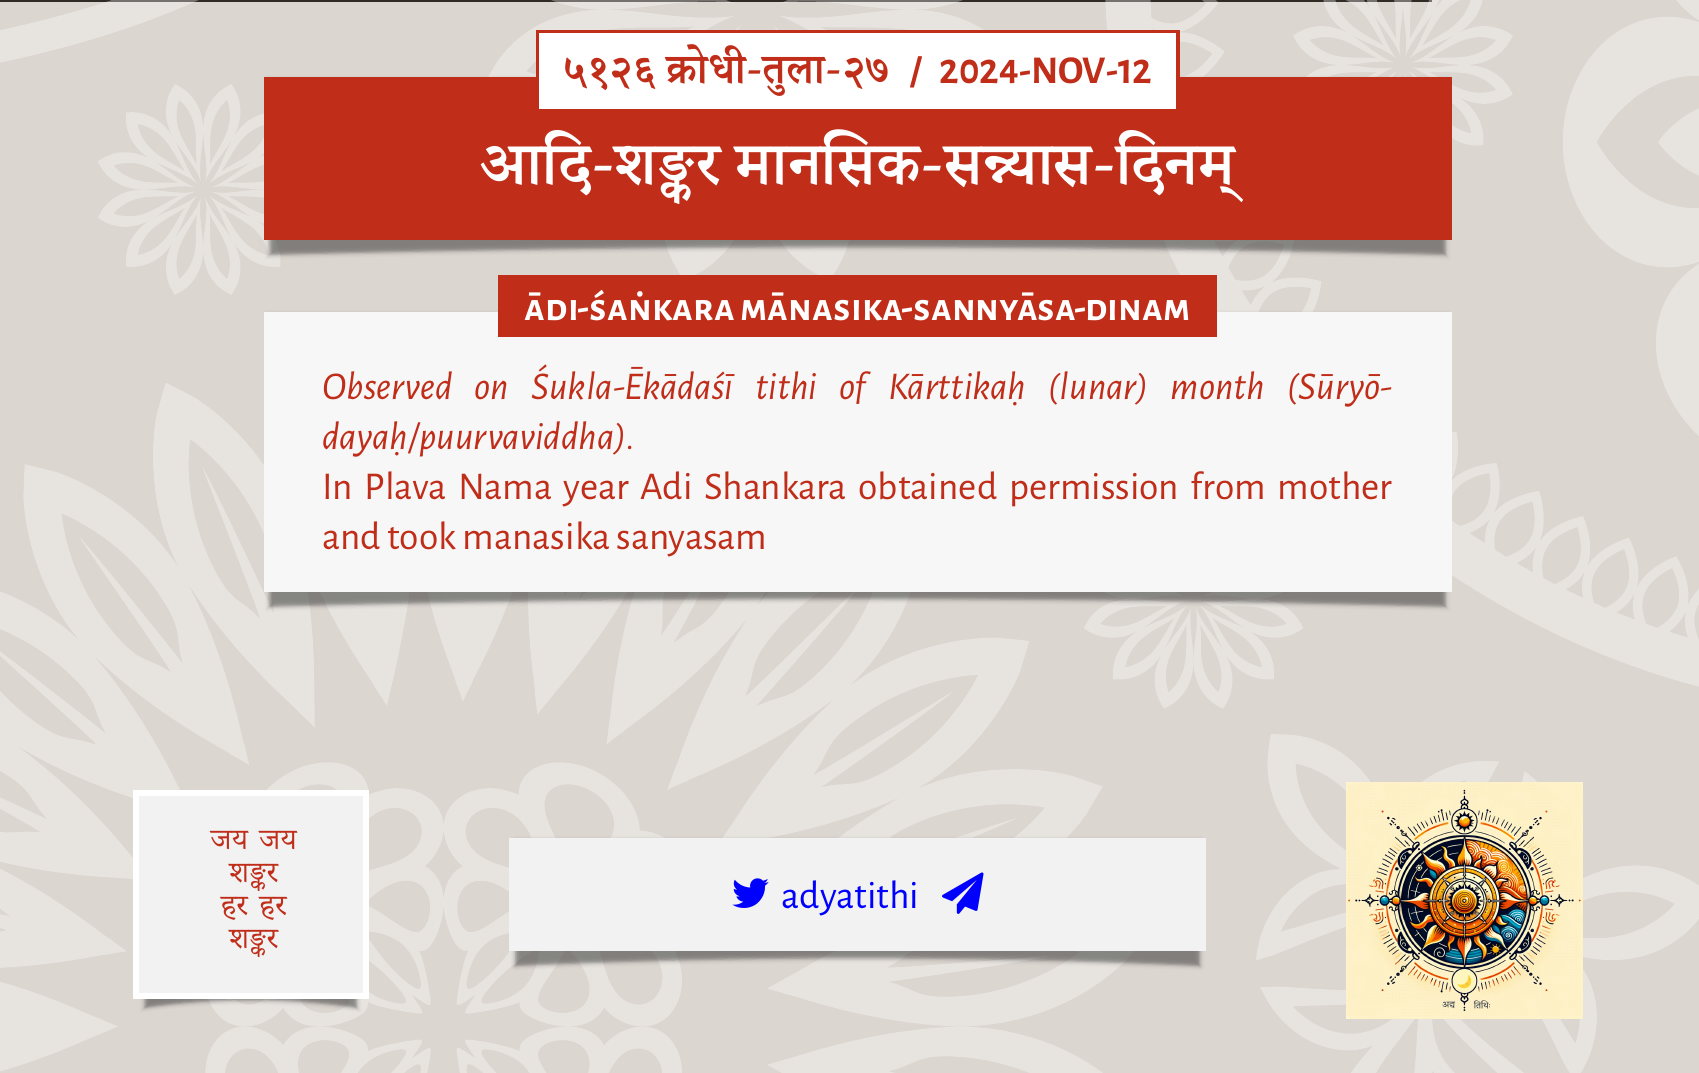 ५१२६ क्रोधी-तुला-२७ / 2024-NOV-12
आदि-शङ्कर मानसिक-सन्न्यास-दिनम्
ĀDI-ŚAṄKARA MĀNASIKA-SANNYĀSA-DINAM
Observed on Śukla-Ēkādaśī tithi of Kārttikaḥ (lunar) month (Sūryō-
dayaḥ/puurvaviddha).
In Plava Nama year Adi Shankara obtained permission from mother
and took manasika sanyasam
जय जय
शङ्कर
हर हर
शङ्कर
adyatithi
अद्य तिथिः